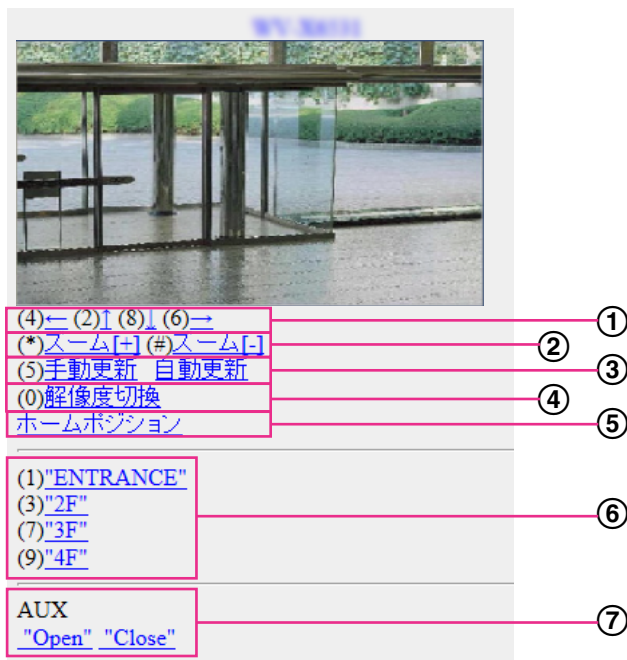 (4)← (2)↑ (8)↓ (6)→ ①
(*)スーム[+] (#)スーム[-] ②
(5)手動更新 自動更新 ③
(0)解像度切換 ④
ホームポジション ⑤
(1)"ENTRANCE"
(3)"2F"
(7)"3F" ⑥
(9)"4F"
AUX
"Open" "Close" ⑦